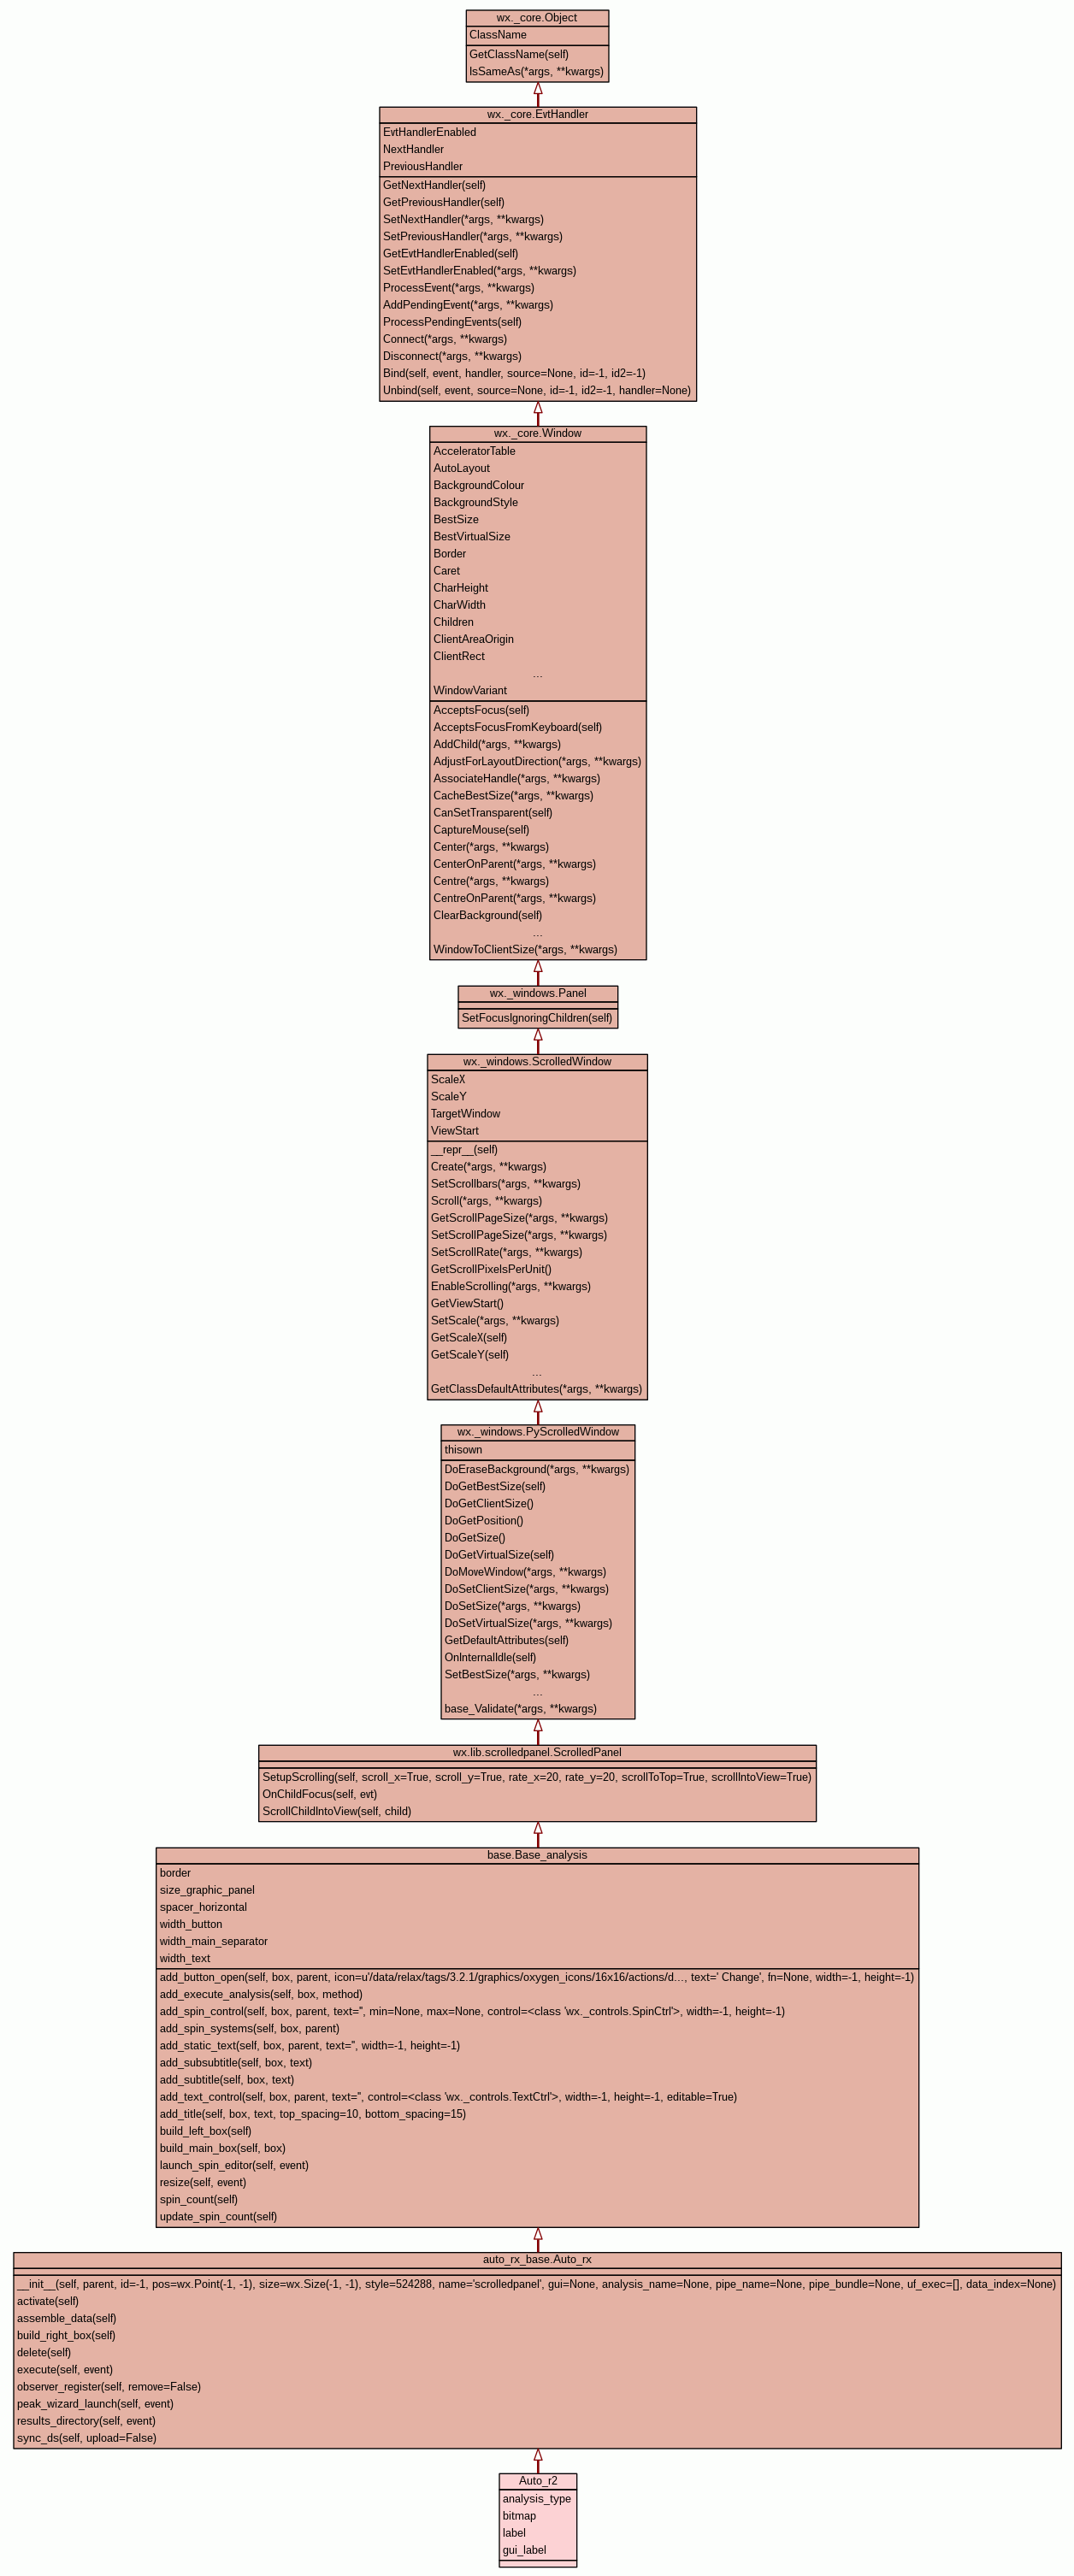 wx._core.Object
ClassName
GetClassName(self)
IsSameAs(*args, **kwargs)
wx._core.EvtHandler
EvtHandlerEnabled
NextHandler
PreviousHandler
GetNextHandler(self)
GetPreviousHandler(self)
SetNextHandler(*args, **kwargs)
SetPreviousHandler(*args, **kwargs)
GetEvtHandlerEnabled(self)
SetEvtHandlerEnabled(*args, **kwargs)
ProcessEvent(*args, **kwargs)
AddPendingEvent(*args, **kwargs)
ProcessPendingEvents(self)
Connect(*args, **kwargs)
Disconnect(*args, **kwargs)
Bind(self, event, handler, source=None, id=-1, id2=-1)
Unbind(self, event, source=None, id=-1, id2=-1, handler=None)
wx._core.Window
AcceleratorTable
AutoLayout
BackgroundColour
BackgroundStyle
BestSize
BestVirtualSize
Border
Caret
CharHeight
CharWidth
Children
ClientAreaOrigin
ClientRect
...
WindowVariant
AcceptsFocus(self)
AcceptsFocusFromKeyboard(self)
AddChild(*args, **kwargs)
AdjustForLayoutDirection(*args, **kwargs)
AssociateHandle(*args, **kwargs)
CacheBestSize(*args, **kwargs)
CanSetTransparent(self)
CaptureMouse(self)
Center(*args, **kwargs)
CenterOnParent(*args, **kwargs)
Centre(*args, **kwargs)
CentreOnParent(*args, **kwargs)
ClearBackground(self)
...
WindowToClientSize(*args, **kwargs)
wx._windows.Panel
SetFocusIgnoringChildren(self)
wx._windows.ScrolledWindow
ScaleX
ScaleY
TargetWindow
ViewStart
__repr__(self)
Create(*args, **kwargs)
SetScrollbars(*args, **kwargs)
Scroll(*args, **kwargs)
GetScrollPageSize(*args, **kwargs)
SetScrollPageSize(*args, **kwargs)
SetScrollRate(*args, **kwargs)
GetScrollPixelsPerUnit()
EnableScrolling(*args, **kwargs)
GetViewStart()
SetScale(*args, **kwargs)
GetScaleX(self)
GetScaleY(self)
...
GetClassDefaultAttributes(*args, **kwargs)
wx._windows.PyScrolledWindow
thisown
DoEraseBackground(*args, **kwargs)
DoGetBestSize(self)
DoGetClientSize()
DoGetPosition()
DoGetSize()
DoGetVirtualSize(self)
DoMoveWindow(*args, **kwargs)
DoSetClientSize(*args, **kwargs)
DoSetSize(*args, **kwargs)
DoSetVirtualSize(*args, **kwargs)
GetDefaultAttributes(self)
OnInternalIdle(self)
SetBestSize(*args, **kwargs)
...
base_Validate(*args, **kwargs)
wx.lib.scrolledpanel.ScrolledPanel
SetupScrolling(self, scroll_x=True, scroll_y=True, rate_x=20, rate_y=20, scrollToTop=True, scrollIntoView=True)
OnChildFocus(self, evt)
ScrollChildIntoView(self, child)
base.Base_analysis
border
size_graphic_panel
spacer_horizontal
width_button
width_main_separator
width_text
add_button_open(self, box, parent, icon=u'/data/relax/tags/3.2.1/graphics/oxygen_icons/16x16/actions/d..., text=' Change', fn=None, width=-1, height=-1)
add_execute_analysis(self, box, method)
add_spin_control(self, box, parent, text='', min=None, max=None, control=<class 'wx._controls.SpinCtrl'>, width=-1, height=-1)
add_spin_systems(self, box, parent)
add_static_text(self, box, parent, text='', width=-1, height=-1)
add_subsubtitle(self, box, text)
add_subtitle(self, box, text)
add_text_control(self, box, parent, text='', control=<class 'wx._controls.TextCtrl'>, width=-1, height=-1, editable=True)
add_title(self, box, text, top_spacing=10, bottom_spacing=15)
build_left_box(self)
build_main_box(self, box)
launch_spin_editor(self, event)
resize(self, event)
spin_count(self)
update_spin_count(self)
auto_rx_base.Auto_rx
__init__(self, parent, id=-1, pos=wx.Point(-1, -1), size=wx.Size(-1, -1), style=524288, name='scrolledpanel', gui=None, analysis_name=None, pipe_name=None, pipe_bundle=None, uf_exec=[], data_index=None)
activate(self)
assemble_data(self)
build_right_box(self)
delete(self)
execute(self, event)
observer_register(self, remove=False)
peak_wizard_launch(self, event)
results_directory(self, event)
sync_ds(self, upload=False)
Auto_r2
analysis_type
bitmap
label
gui_label